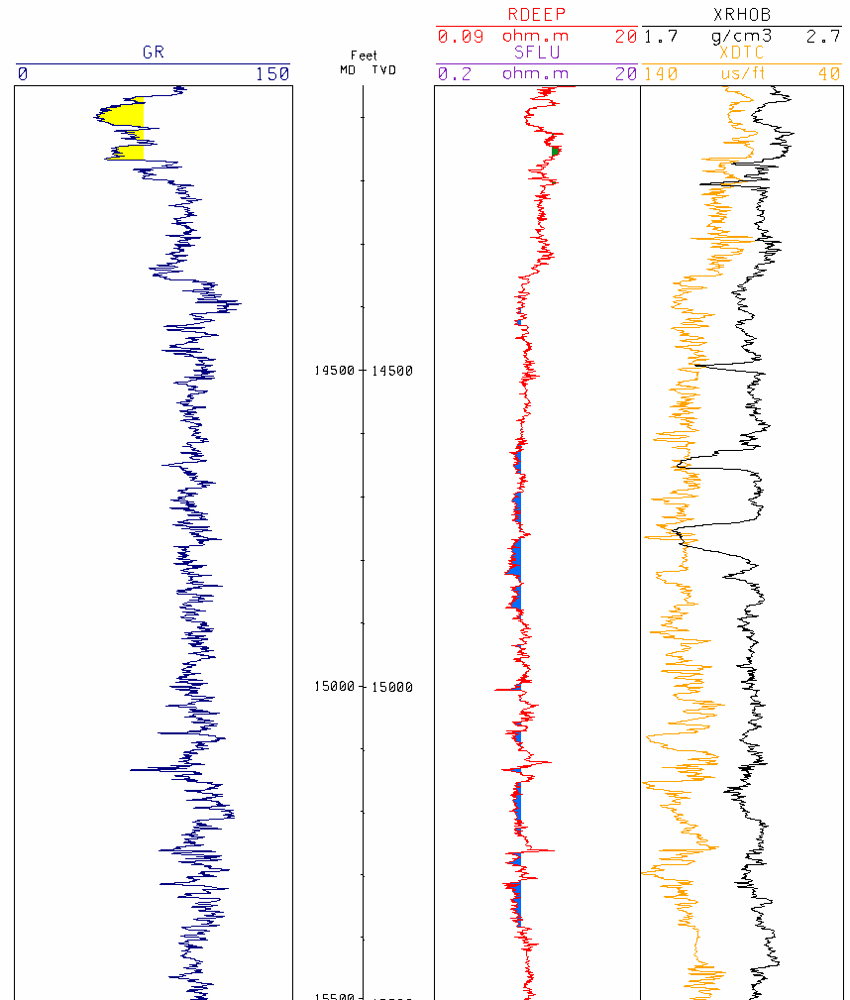 RDEEP XRHOB
0.09 ohm.m 20 1.7 g/cm3 2.7
GR Feet SFLU XDTC
0 150 MD TVD 0.2 ohm.m 20 140 us/ft 40
14500 14500
15000 15000
15500